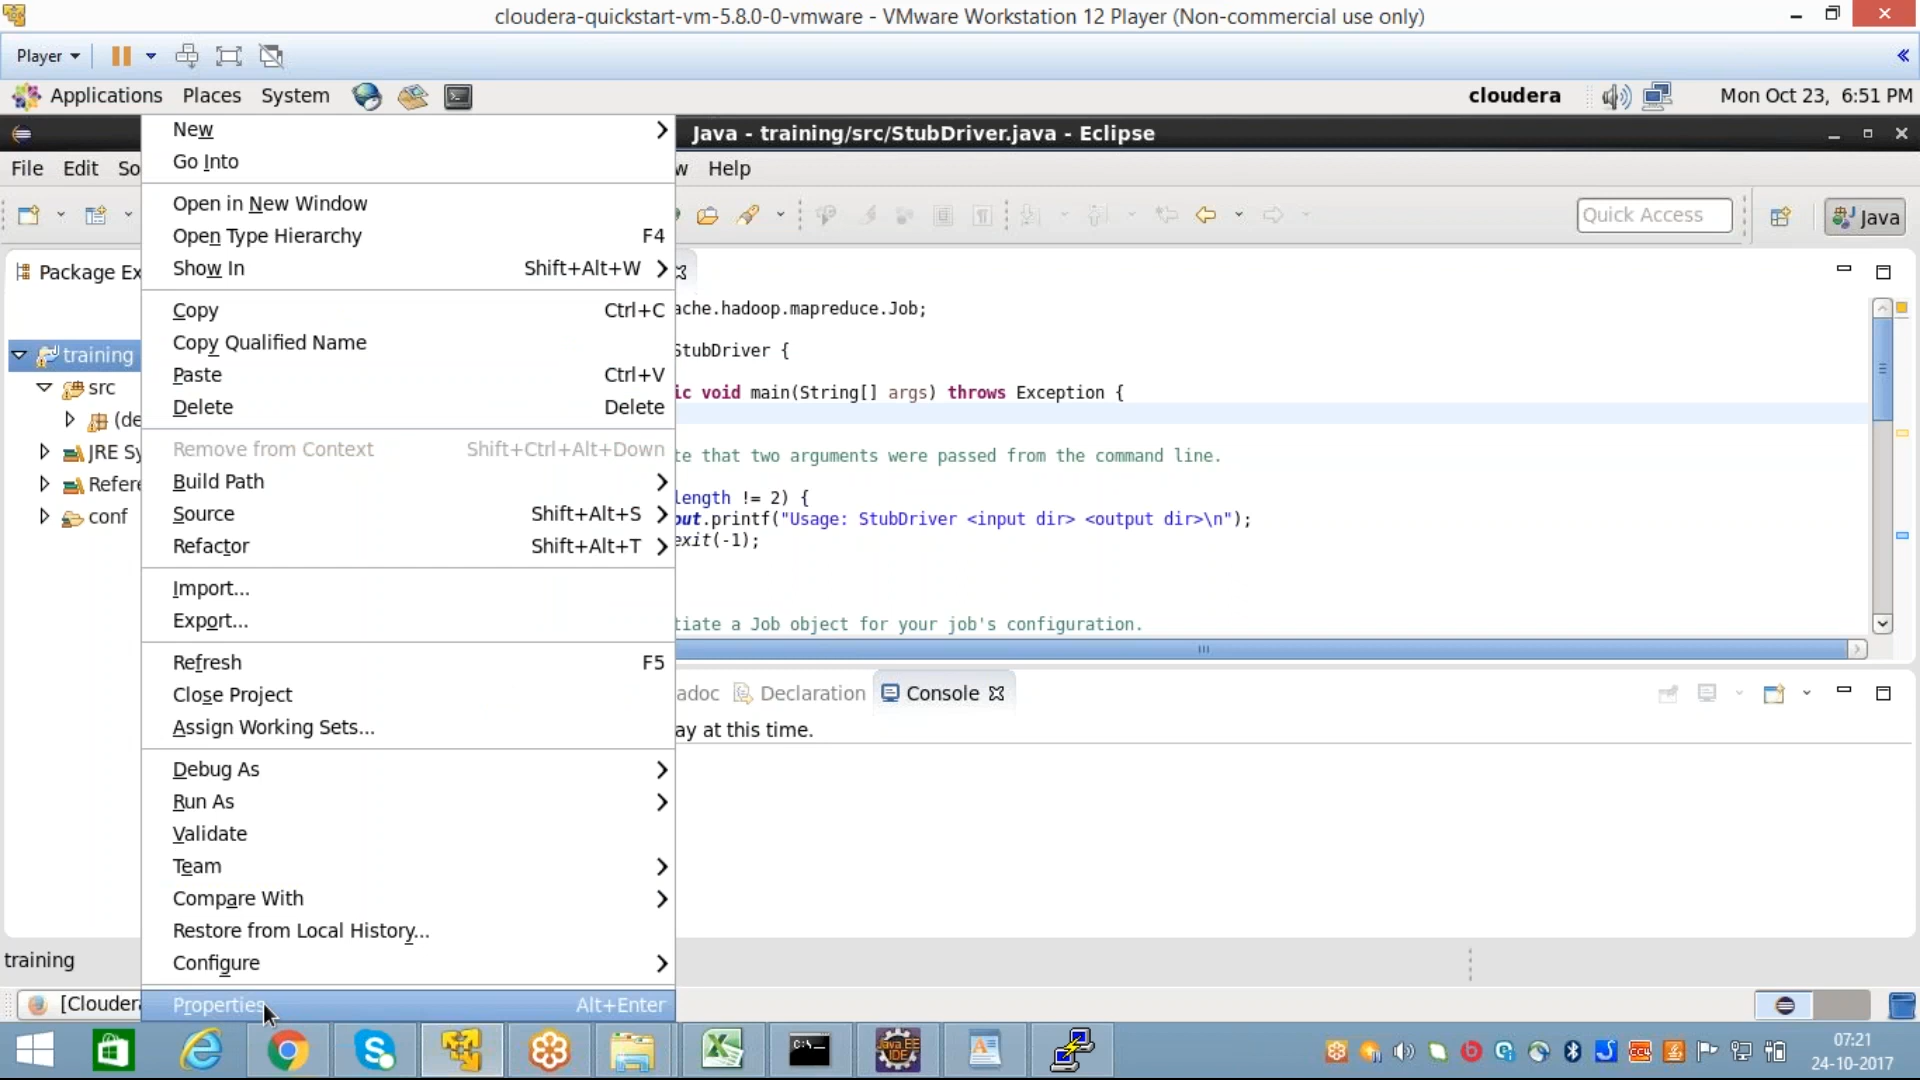 cloudera-quickstart-vm-5.8.0-0-vmware - VMware Workstation 12 Player (Non-commercial use only)
Player
Applications Places System cloudera Mon Oct 23, 6:51 PM
Java - training/src/StubDriver.java - Eclipse
File Edit So w Help
Quick Access Java
Package Ex
training
src
(de
JRE Sy
Refere
conf
New
Go Into
Open in New Window
Open Type Hierarchy F4
Show In Shift+Alt+W
Copy Ctrl+C
Copy Qualified Name
Paste Ctrl+V
Delete Delete
Remove from Context Shift+Ctrl+Alt+Down
Build Path
Source Shift+Alt+S
Refactor Shift+Alt+T
Import...
Export...
Refresh F5
Close Project
Assign Working Sets...
Debug As
Run As
Validate
Team
Compare With
Restore from Local History...
Configure
Properties Alt+Enter
ache.hadoop.mapreduce.Job;
StubDriver {
ic void main(String[] args) throws Exception {
te that two arguments were passed from the command line.
length != 2) {
out.printf("Usage: StubDriver <input dir> <output dir>\n");
exit(-1);
tiate a Job object for your job's configuration.
adoc Declaration Console
ay at this time.
training
[Cloudera
Java EE
IDE
C:\
07:21
24-10-2017